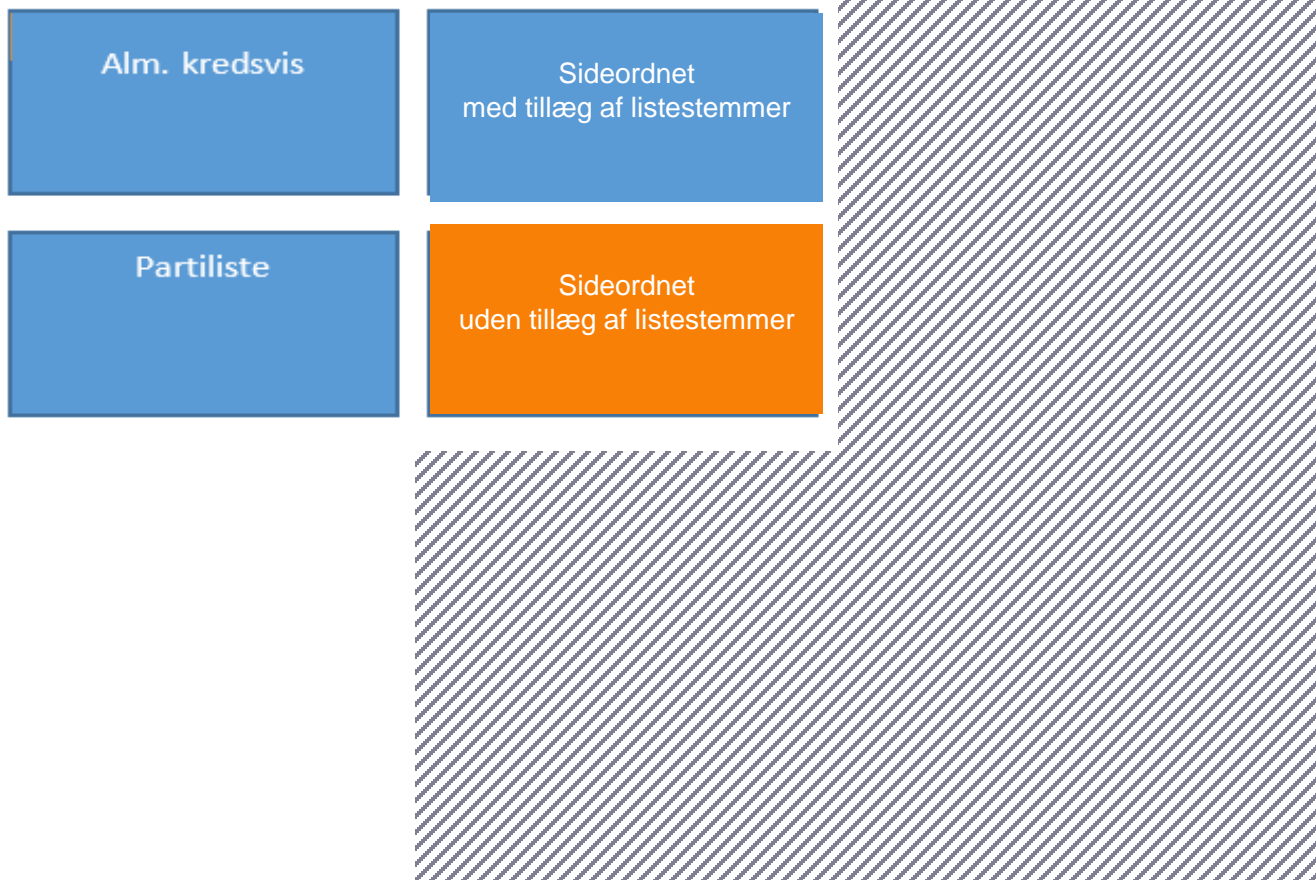 Alm. kredsvis
Sideordnet
med tillæg af listestemmer
Partiliste
Sideordnet
uden tillæg af listestemmer